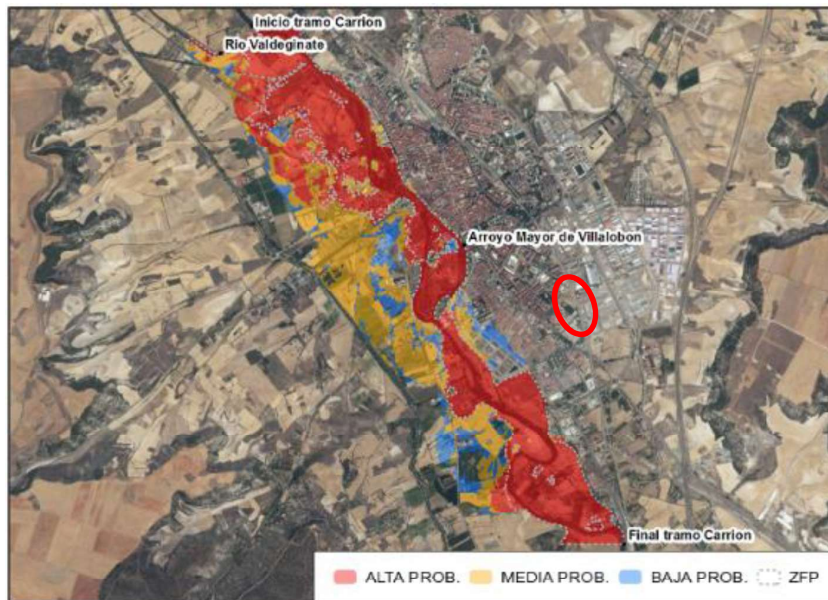 Inicio tramo Carrion
Rio Valdeginate
Arroyo Mayor de Villalobon
Final tramo Carrion
ALTA PROB. MEDIA PROB. BAJA PROB. ZFP